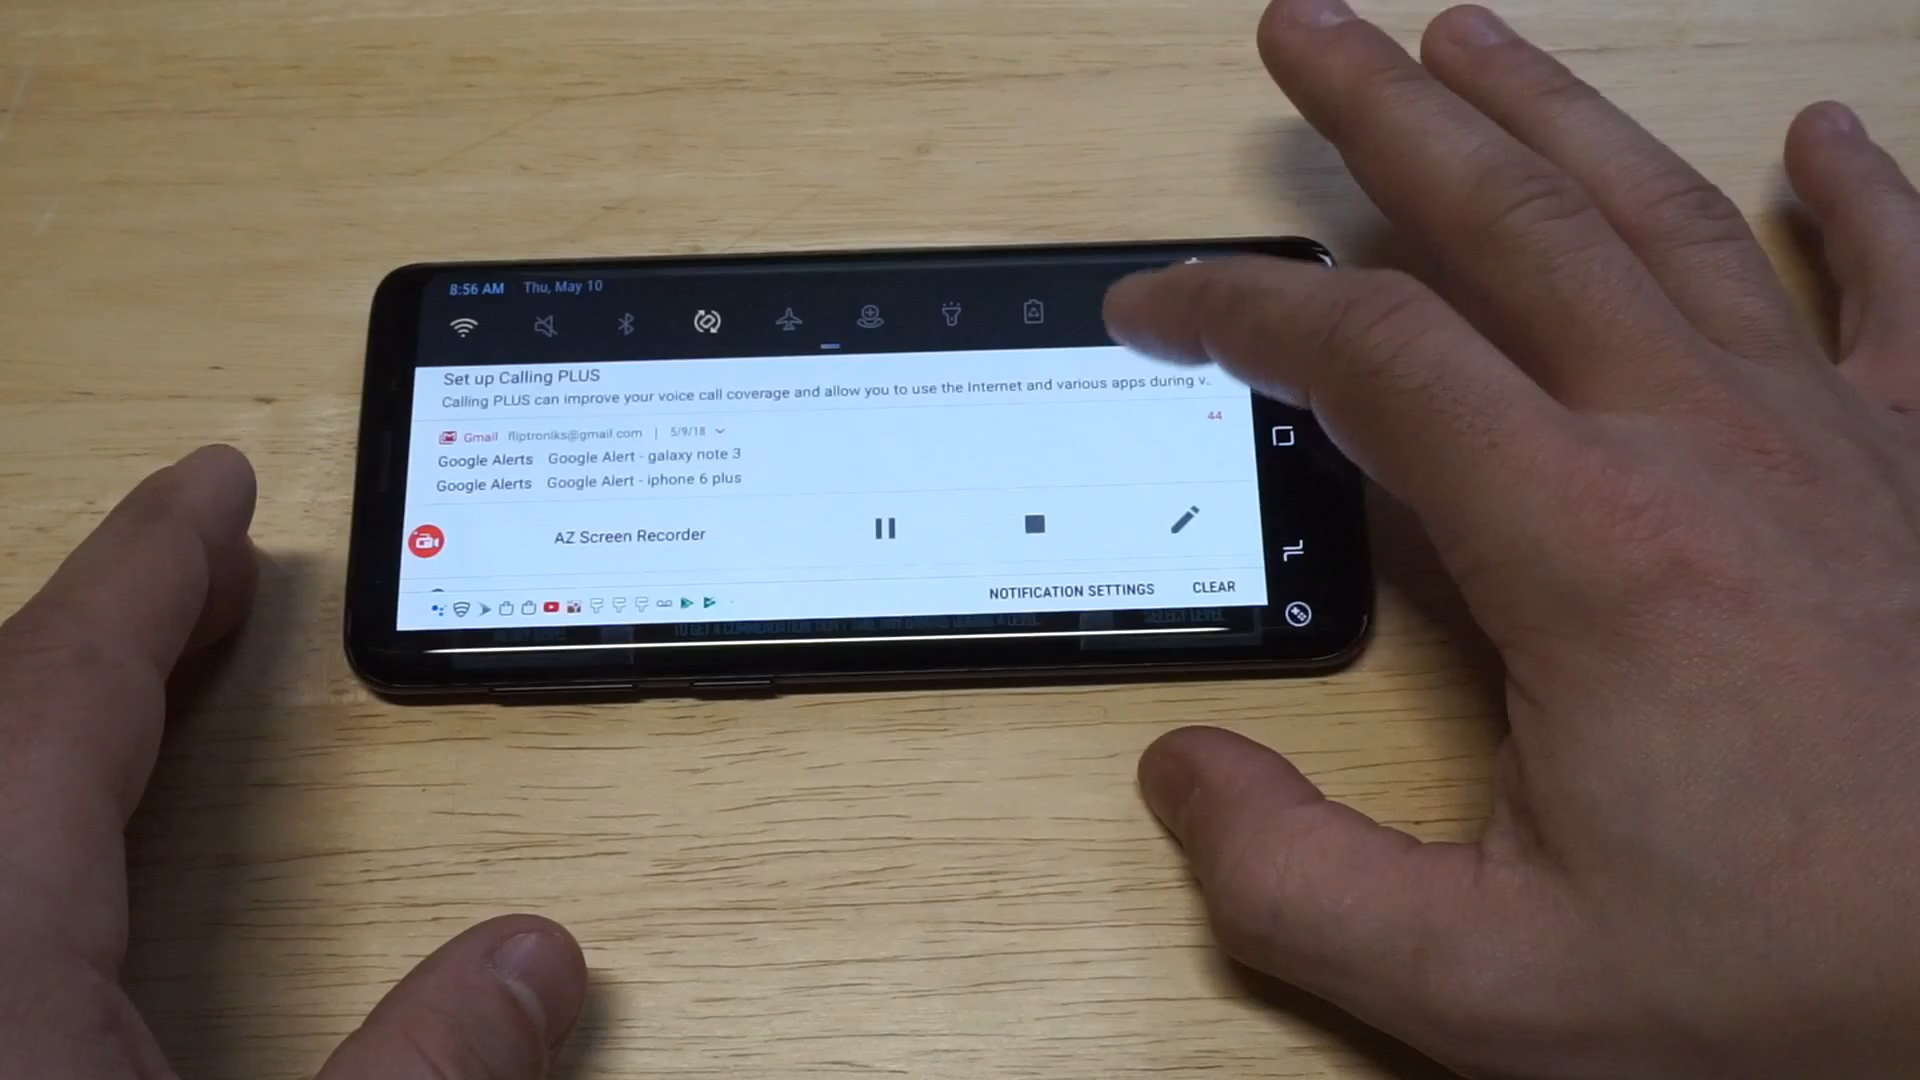 8:56 AM Thu, May 10
Set up Calling PLUS
Calling PLUS can improve your voice call coverage and allow you to use the Internet and various apps during v..
Gmail fliptroniks@gmail.com | 5/9/18
44
Google Alerts Google Alert - galaxy note 3
Google Alerts Google Alert - iphone 6 plus
AZ Screen Recorder
NOTIFICATION SETTINGS CLEAR
SELECT LEVEL